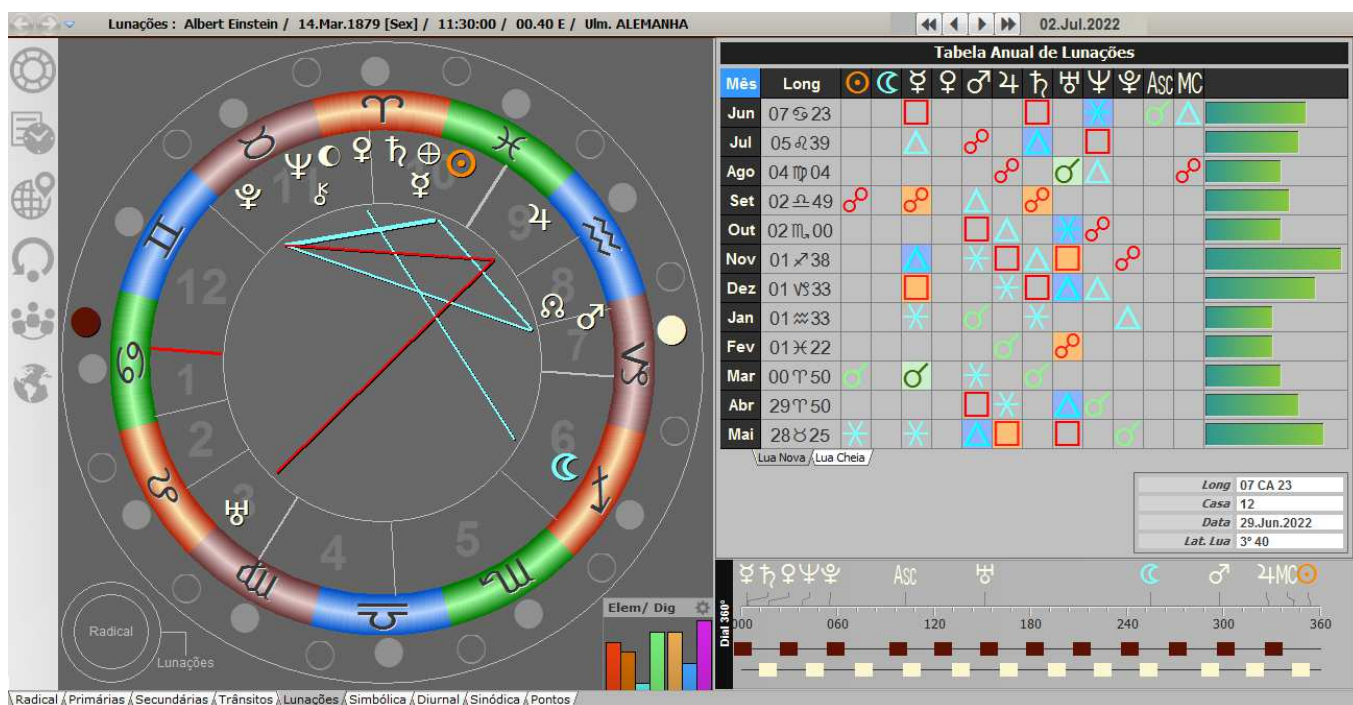 Lunações : Albert Einstein / 14.Mar.1879 [Sex] / 11:30:00 / 00.40 E / Ulm. ALEMANHA
02.Jul.2022
Tabela Anual de Lunações
Mês Long ☉ ☾ ☿ ♀ ♂ ♃ ♄ ♅ ♆ Asc MC
Jun 07 ♋ 23
Jul 05 ♌ 39
Ago 04 ♍ 04
Set 02 ♎ 49
Out 02 ♏ 00
Nov 01 ♐ 38
Dez 01 ♑ 33
Jan 01 ♒ 33
Fev 01 ♓ 22
Mar 00 ♈ 50
Abr 29 ♈ 50
Mai 28 ♉ 25
Lua Nova Lua Cheia
Long 07 CA 23
Casa 12
Data 29.Jun.2022
Lat. Lua 3º 40
10
11
9
12
8
7
1
2
6
3
4
5
Radical
Lunações
Elem/ Dig
Dial 360º
Asc
MC
000 060 120 180 240 300 360
Radical Primárias Secundárias Trânsitos Lunações Simbólica Diurnal Sinódica Pontos